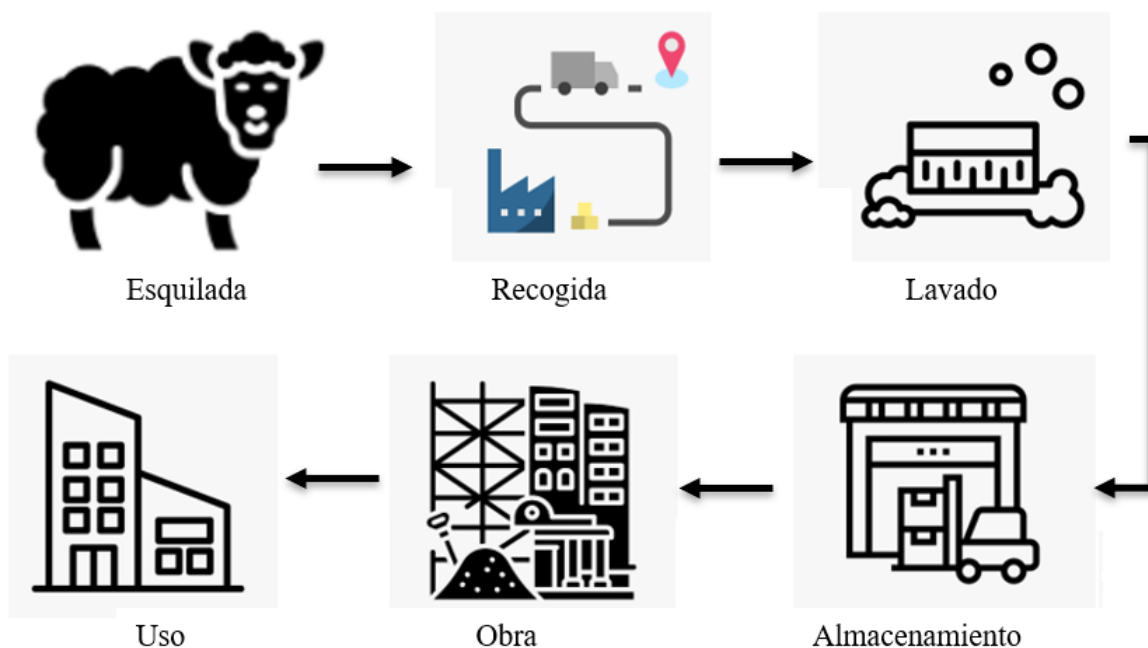 Esquilada
Recogida
Lavado
Uso
Obra
Almacenamiento